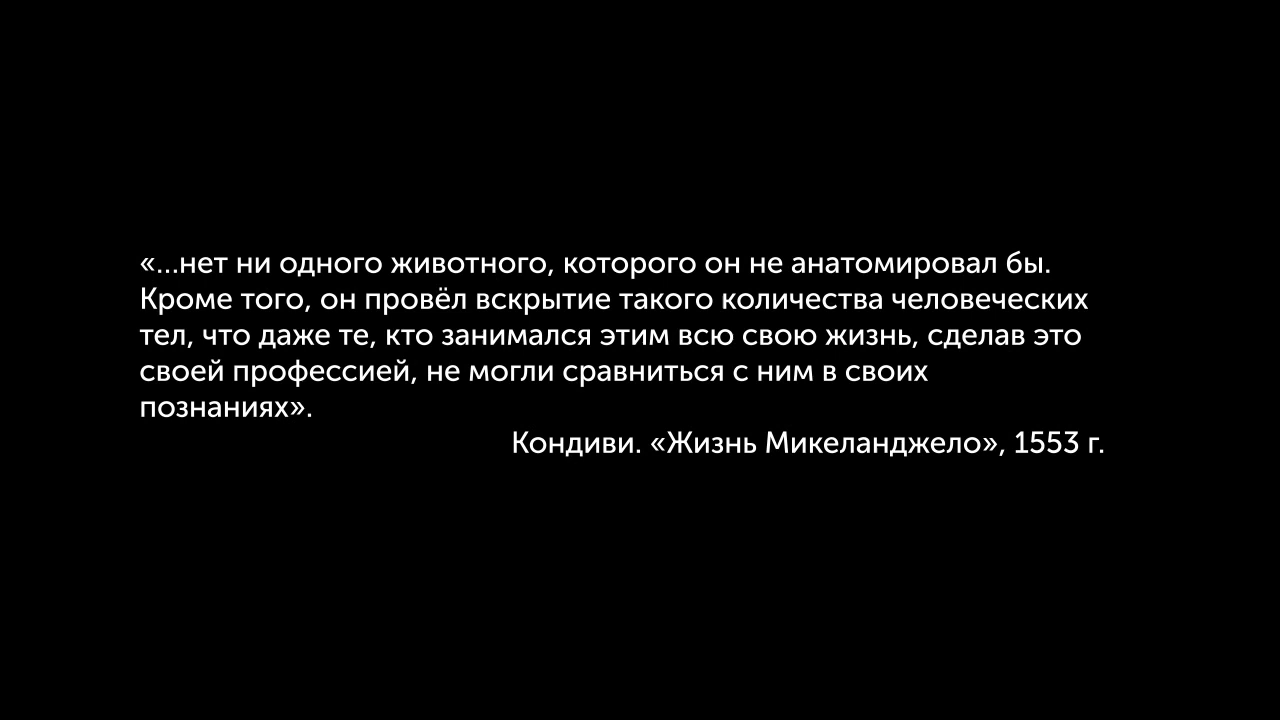 «...нет ни одного животного, которого он не анатомировал бы.
Кроме того, он провёл вскрытие такого количества человеческих
тел, что даже те, кто занимался этим всю свою жизнь, сделав это
своей профессией, не могли сравниться с ним в своих
познаниях».
Кондиви. «Жизнь Микеланджело», 1553 г.